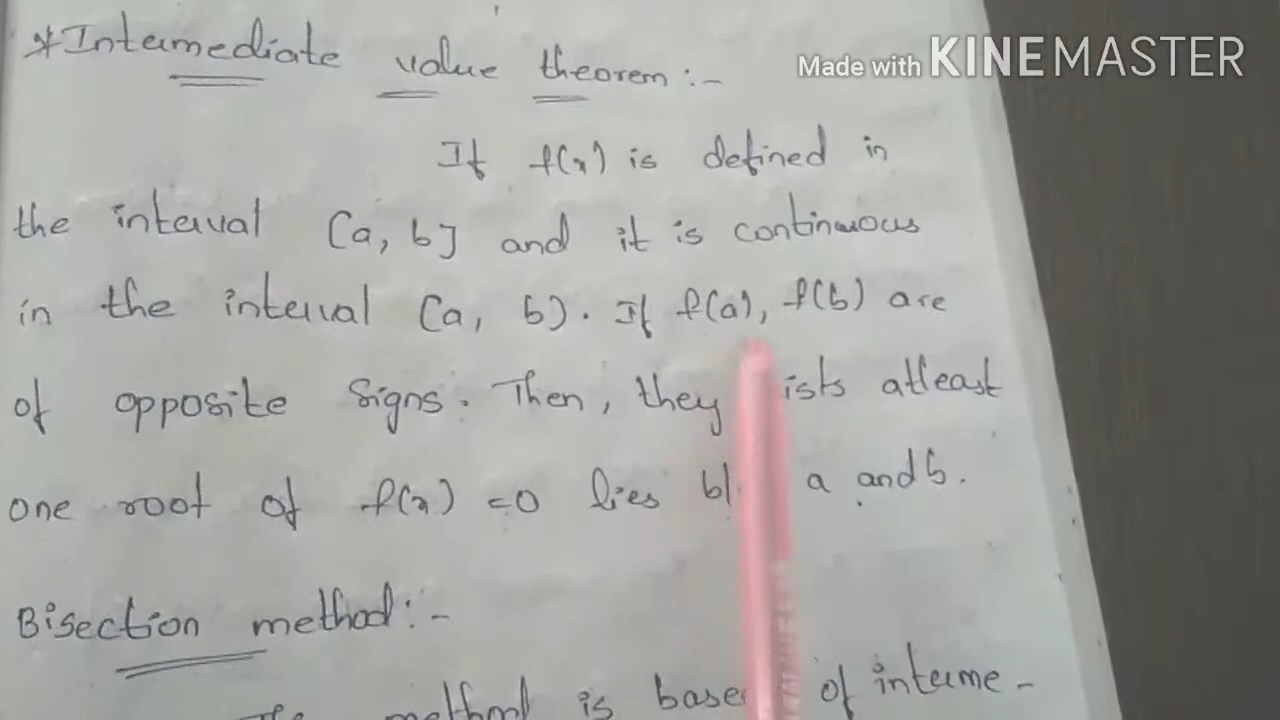 Made with KINEMASTER
*Intermediate value theorem:-
If f(x) is defined in
the interval [a, b] and it is continuous
in the interval (a, b). If f(a), f(b) are
of opposite signs. Then, they ists atleast
one root of f(x) =0 lies b/ a and b.
Bisection method:-
method is base of interme-